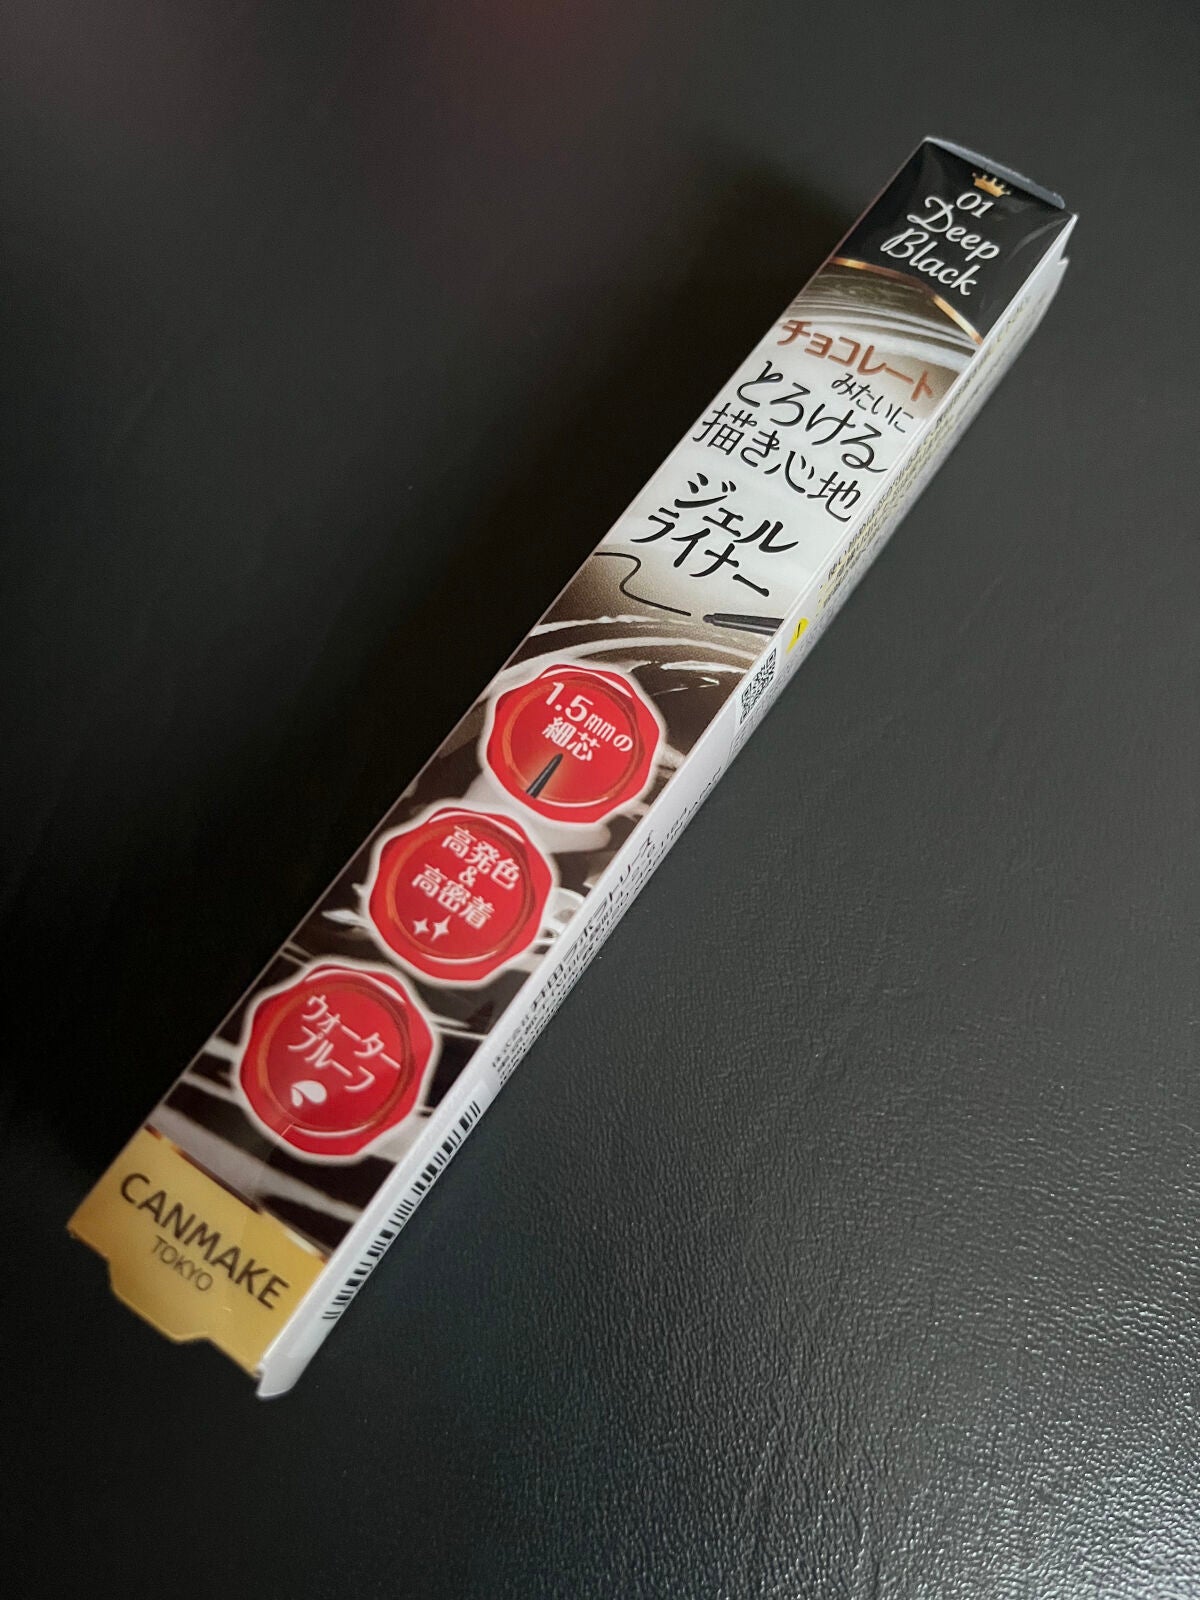 01
Deep
Black
チョコレート
みたいに
とろける
描き心地
ジェル
ライナー
1.5mmの
細芯
高発色
&
高密着
ウォーター
プルーフ
CANMAKE
TOKYO